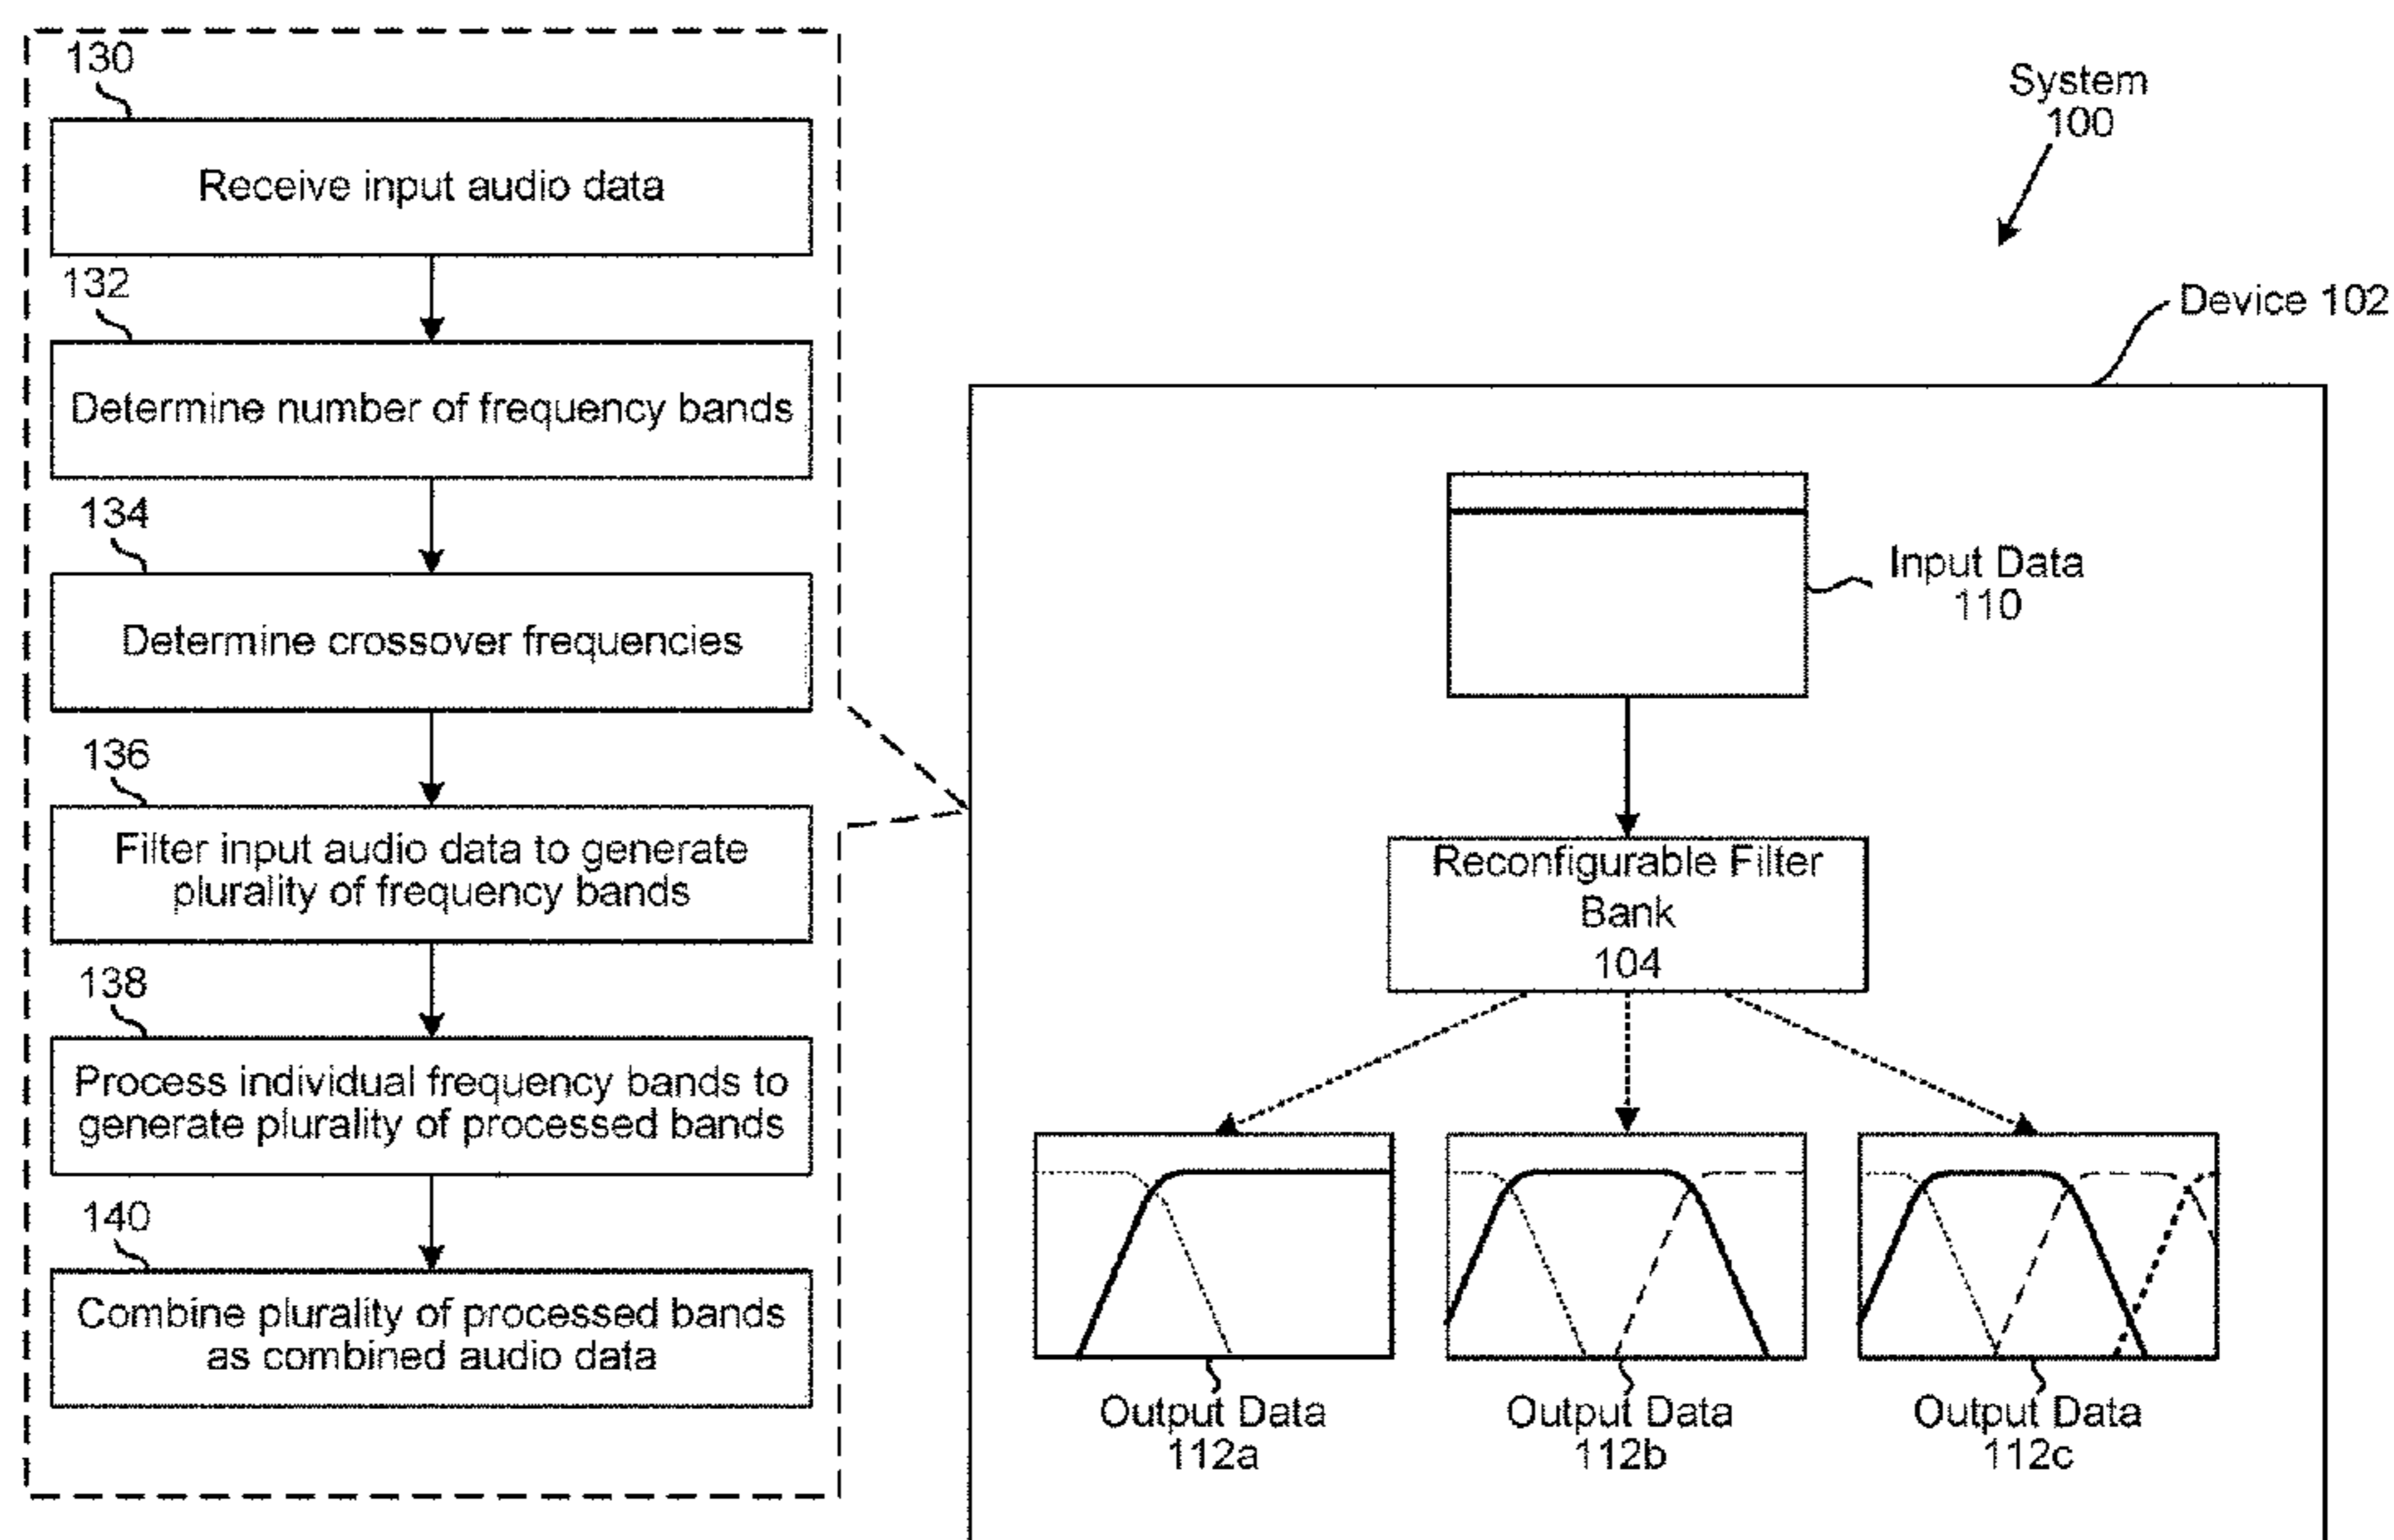 130
Receive input audio data
132
Determine number of frequency bands
134
Determine crossover frequencies
136
Filter input audio data to generate
plurality of frequency bands
138
Process individual frequency bands to
generate plurality of processed bands
140
Combine plurality of processed bands
as combined audio data
System
100
Device 102
Input Data
110
Reconfigurable Filter
Bank
104
Output Data
112a
Output Data
112b
Output Data
112c